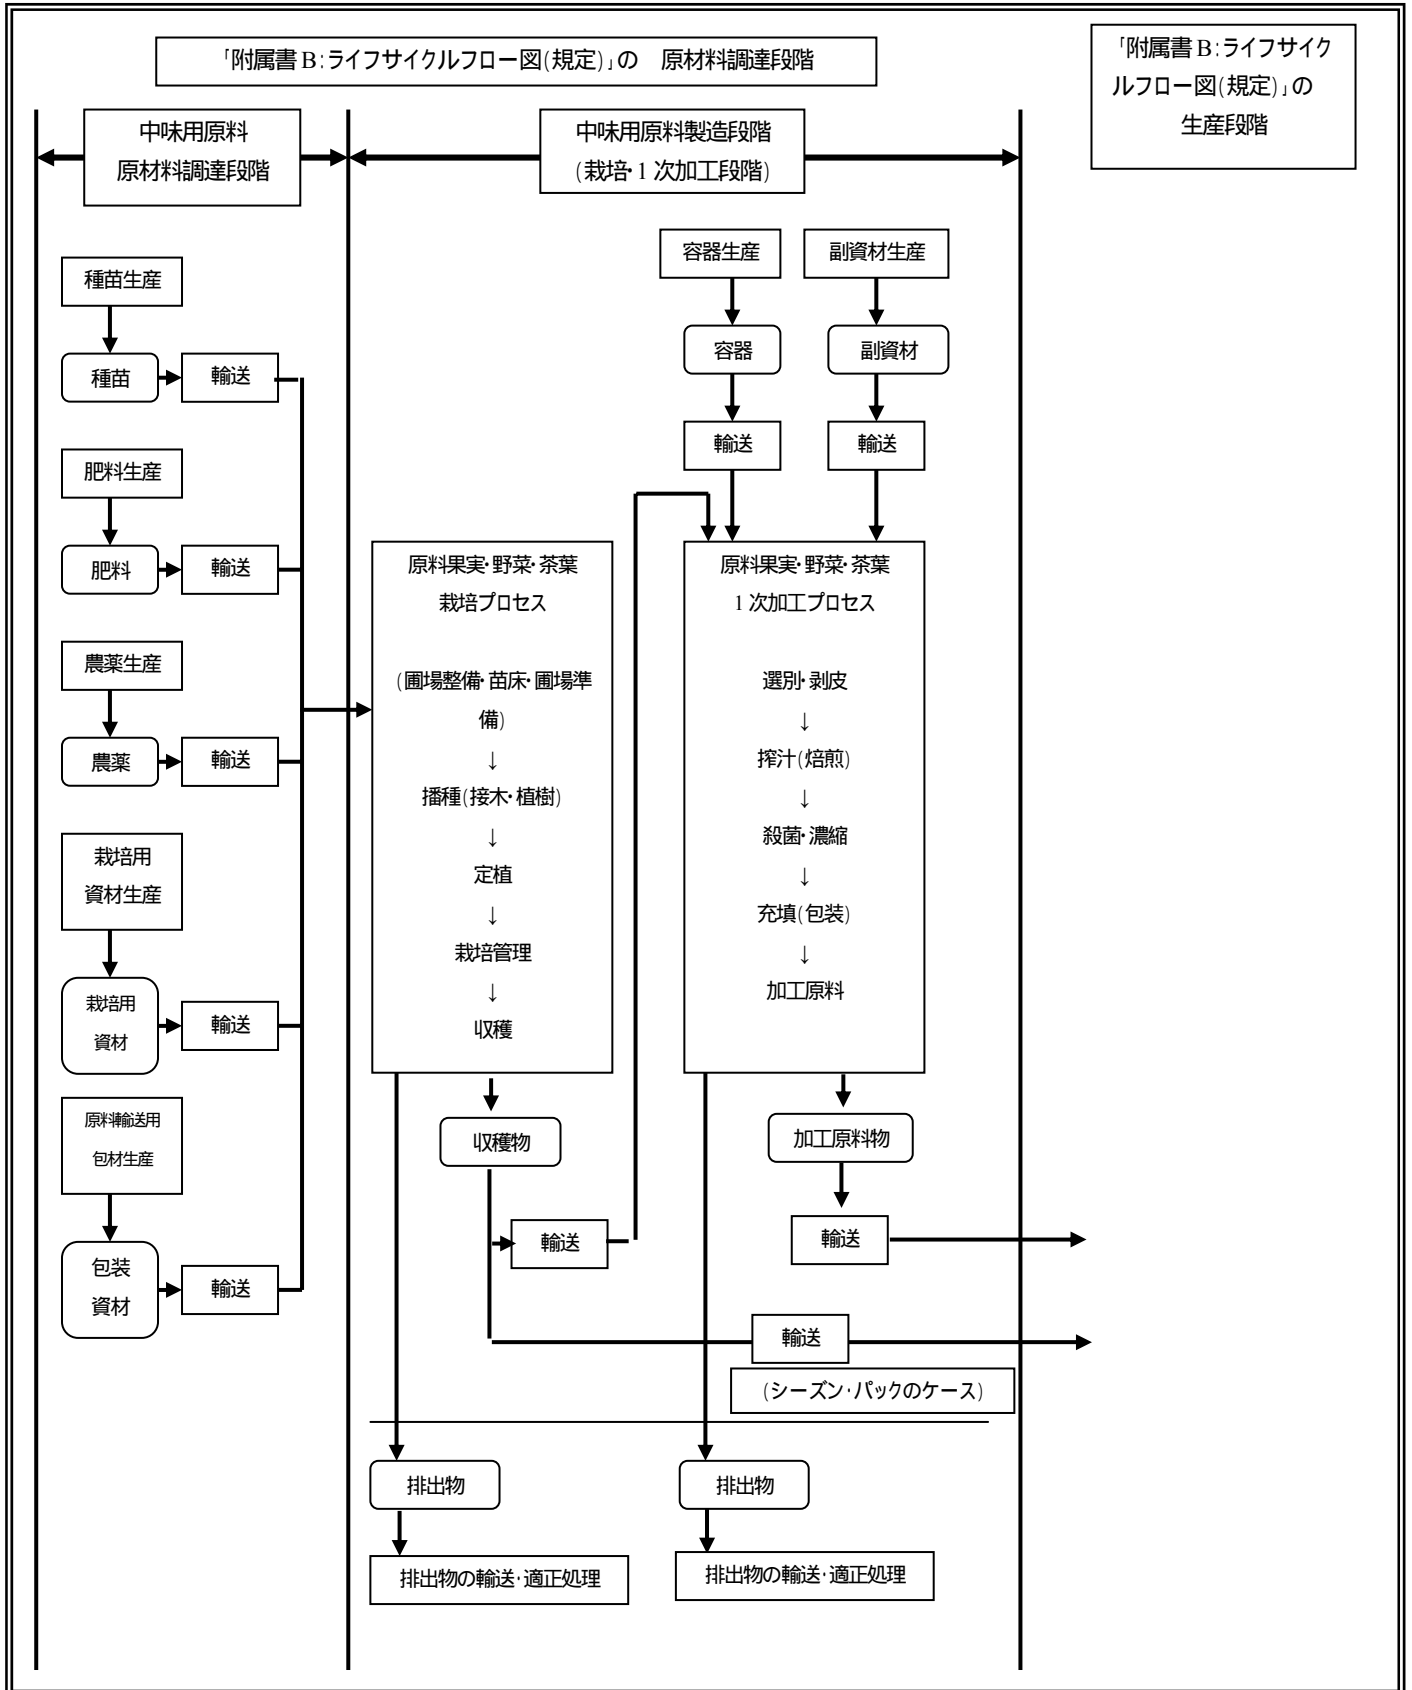 「附属書B:ライフサイクルフロー図(規定)」の　原材料調達段階
「附属書B:ライフサイク
ルフロー図(規定)」の
生産段階
中味用原料
原材料調達段階
中味用原料製造段階
(栽培・1次加工段階)
種苗生産
種苗
輸送
肥料生産
肥料
輸送
農薬生産
農薬
輸送
栽培用
資材生産
栽培用
資材
輸送
原料輸送用
包材生産
包装
資材
輸送
容器生産
容器
輸送
副資材生産
副資材
輸送
原料果実・野菜・茶葉
栽培プロセス
(圃場整備・苗床・圃場準
備)
↓
播種(接木・植樹)
↓
定植
↓
栽培管理
↓
収穫
原料果実・野菜・茶葉
1次加工プロセス
選別・剥皮
↓
搾汁(焙煎)
↓
殺菌・濃縮
↓
充填(包装)
↓
加工原料
収穫物
輸送
加工原料物
輸送
輸送
(シーズン・パックのケース)
排出物
排出物の輸送・適正処理
排出物
排出物の輸送・適正処理